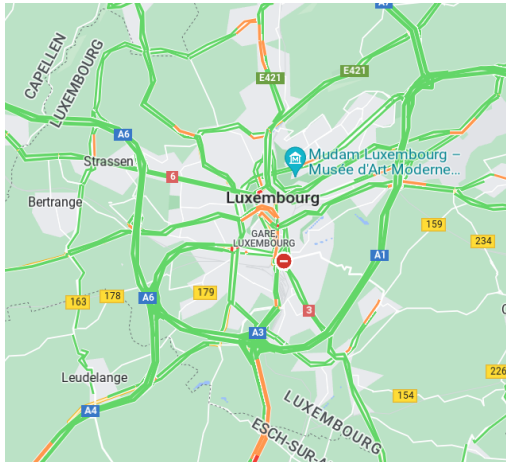 CAPELLEN
LUXEMBOURG
E421
E421
A6
Strassen
6
Mudam Luxembourg –
Musée d'Art Moderne...
Bertrange
Luxembourg
GARE,
LUXEMBOURG
159
234
A1
163
178
A6
179
3
A3
Leudelange
A4
154
226
LUXEMBOURG
ESCH-SUR-A